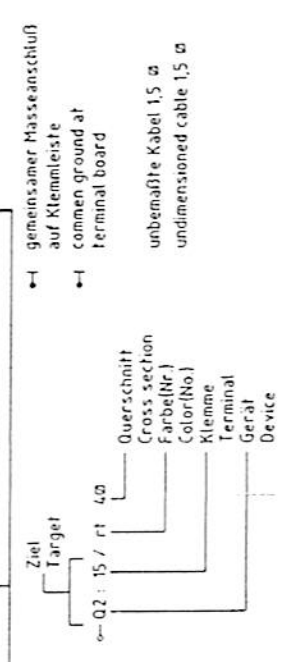 gemeinsamer Masseanschluß
auf Klemmleiste
commen ground at
terminal board
unbemaßte Kabel 1,5 ⌀
undimensioned cable 1,5 ⌀
Ziel
Target
Q2 : 15 / rt 4⌀
Querschnitt
Cross section
Farbe(Nr.)
Color(No.)
Klemme
Terminal
Gerät
Device